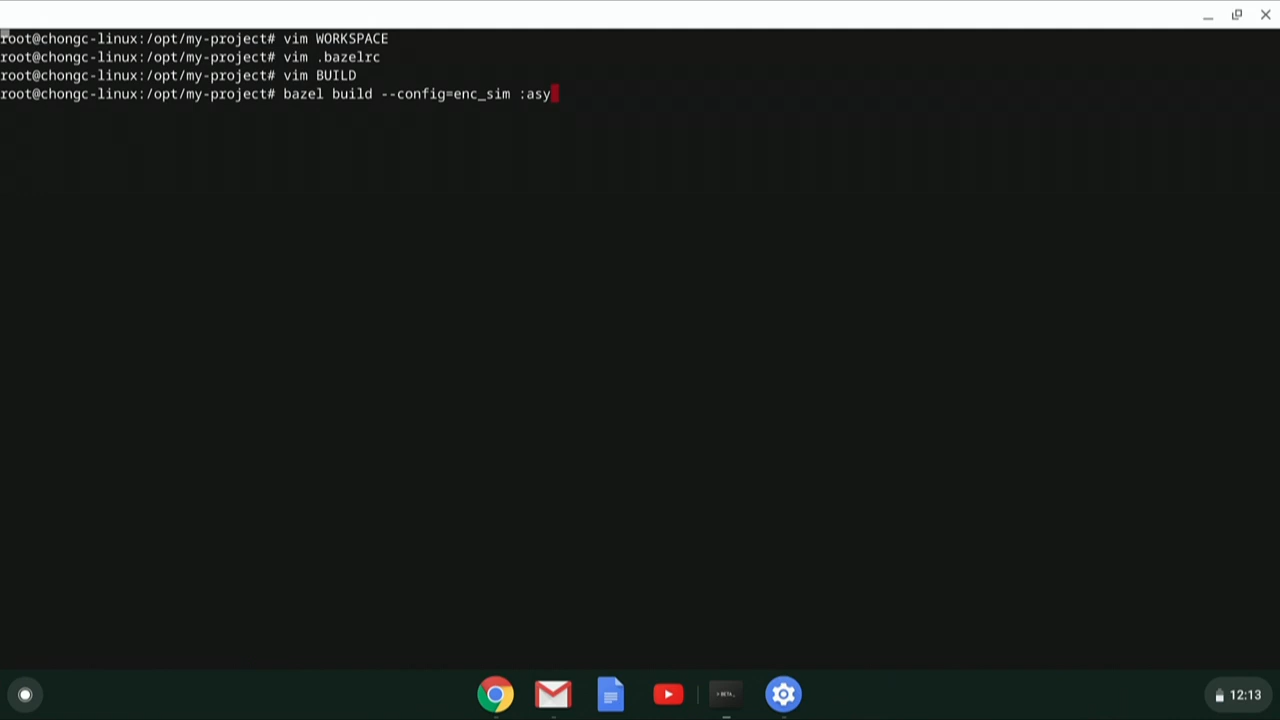 root@chongc-linux:/opt/my-project# vim WORKSPACE
root@chongc-linux:/opt/my-project# vim .bazelrc
root@chongc-linux:/opt/my-project# vim BUILD
root@chongc-linux:/opt/my-project# bazel build --config=enc_sim :asy
>BETA_
12:13